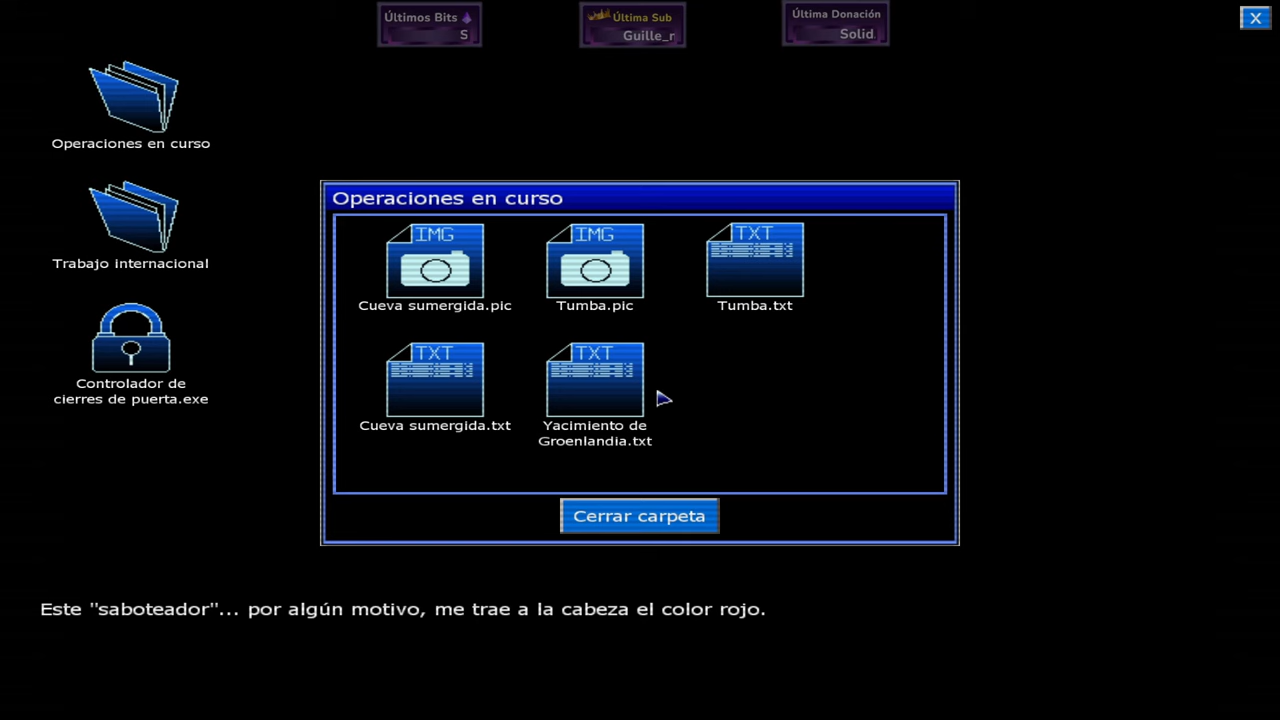 Últimos Bits
S
Última Sub
Guille_r
Última Donación
Solid
X
Operaciones en curso
Trabajo internacional
Controlador de
cierres de puerta.exe
Operaciones en curso
IMG
Cueva sumergida.pic
IMG
Tumba.pic
TXT
Tumba.txt
TXT
Cueva sumergida.txt
TXT
Yacimiento de
Groenlandia.txt
Cerrar carpeta
Este "saboteador"... por algún motivo, me trae a la cabeza el color rojo.